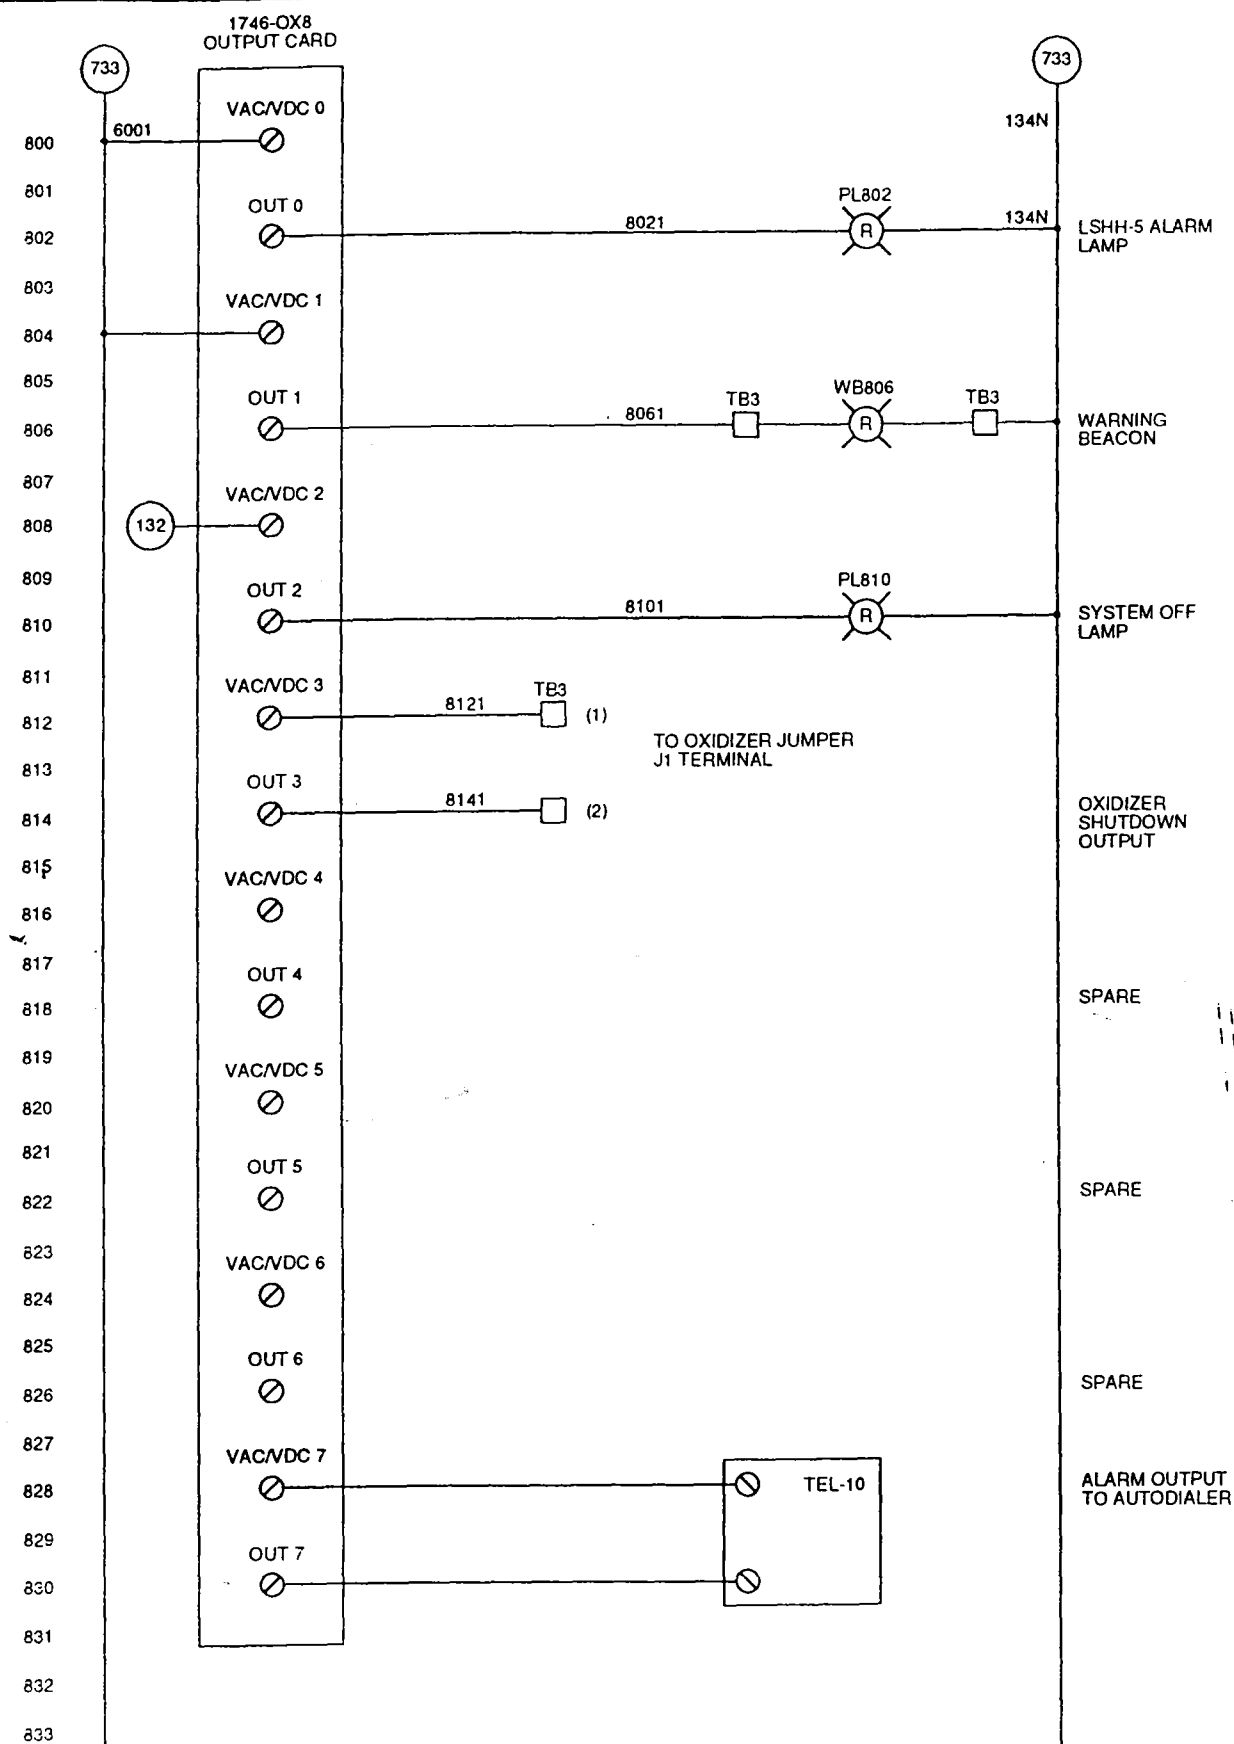 1746-OX8
OUTPUT CARD
733
733
VAC/VDC 0
800
6001
134N
801
OUT 0
PL802
802
8021
R
134N
LSHH-5 ALARM
LAMP
803
VAC/VDC 1
804
805
OUT 1
TB3
WB806
TB3
806
8061
R
WARNING
BEACON
807
VAC/VDC 2
808
132
809
OUT 2
PL810
810
8101
R
SYSTEM OFF
LAMP
811
VAC/VDC 3
TB3
812
8121
(1)
TO OXIDIZER JUMPER
J1 TERMINAL
813
OUT 3
814
8141
(2)
OXIDIZER
SHUTDOWN
OUTPUT
815
VAC/VDC 4
816
817
OUT 4
818
SPARE
819
VAC/VDC 5
820
821
OUT 5
822
SPARE
823
VAC/VDC 6
824
825
OUT 6
826
SPARE
827
VAC/VDC 7
828
TEL-10
ALARM OUTPUT
TO AUTODIALER
829
OUT 7
830
831
832
833